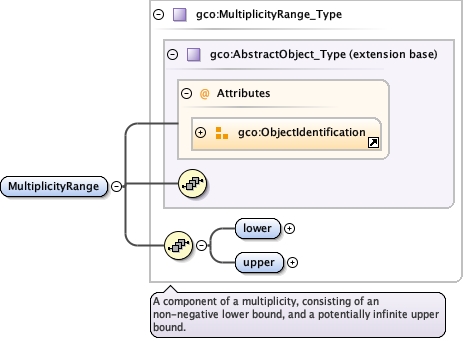 gco:MultiplicityRange_Type
gco:AbstractObject_Type (extension base)
@ Attributes
gco:ObjectIdentification
MultiplicityRange
lower
upper
A component of a multiplicity, consisting of an
non-negative lower bound, and a potentially infinite upper
bound.